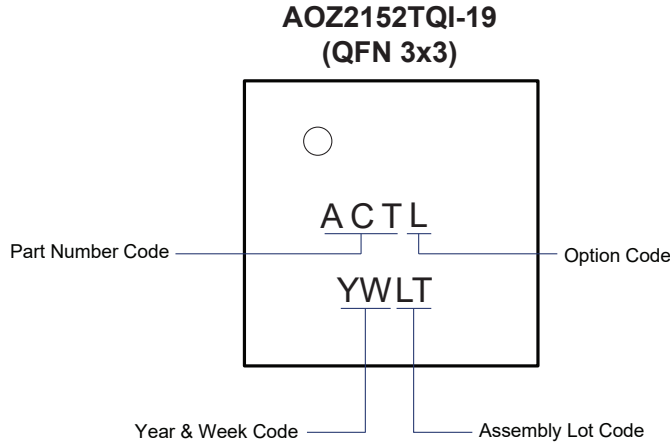 AOZ2152TQI-19
(QFN 3x3)
ACTL
Part Number Code
Option Code
YWLT
Year & Week Code
Assembly Lot Code